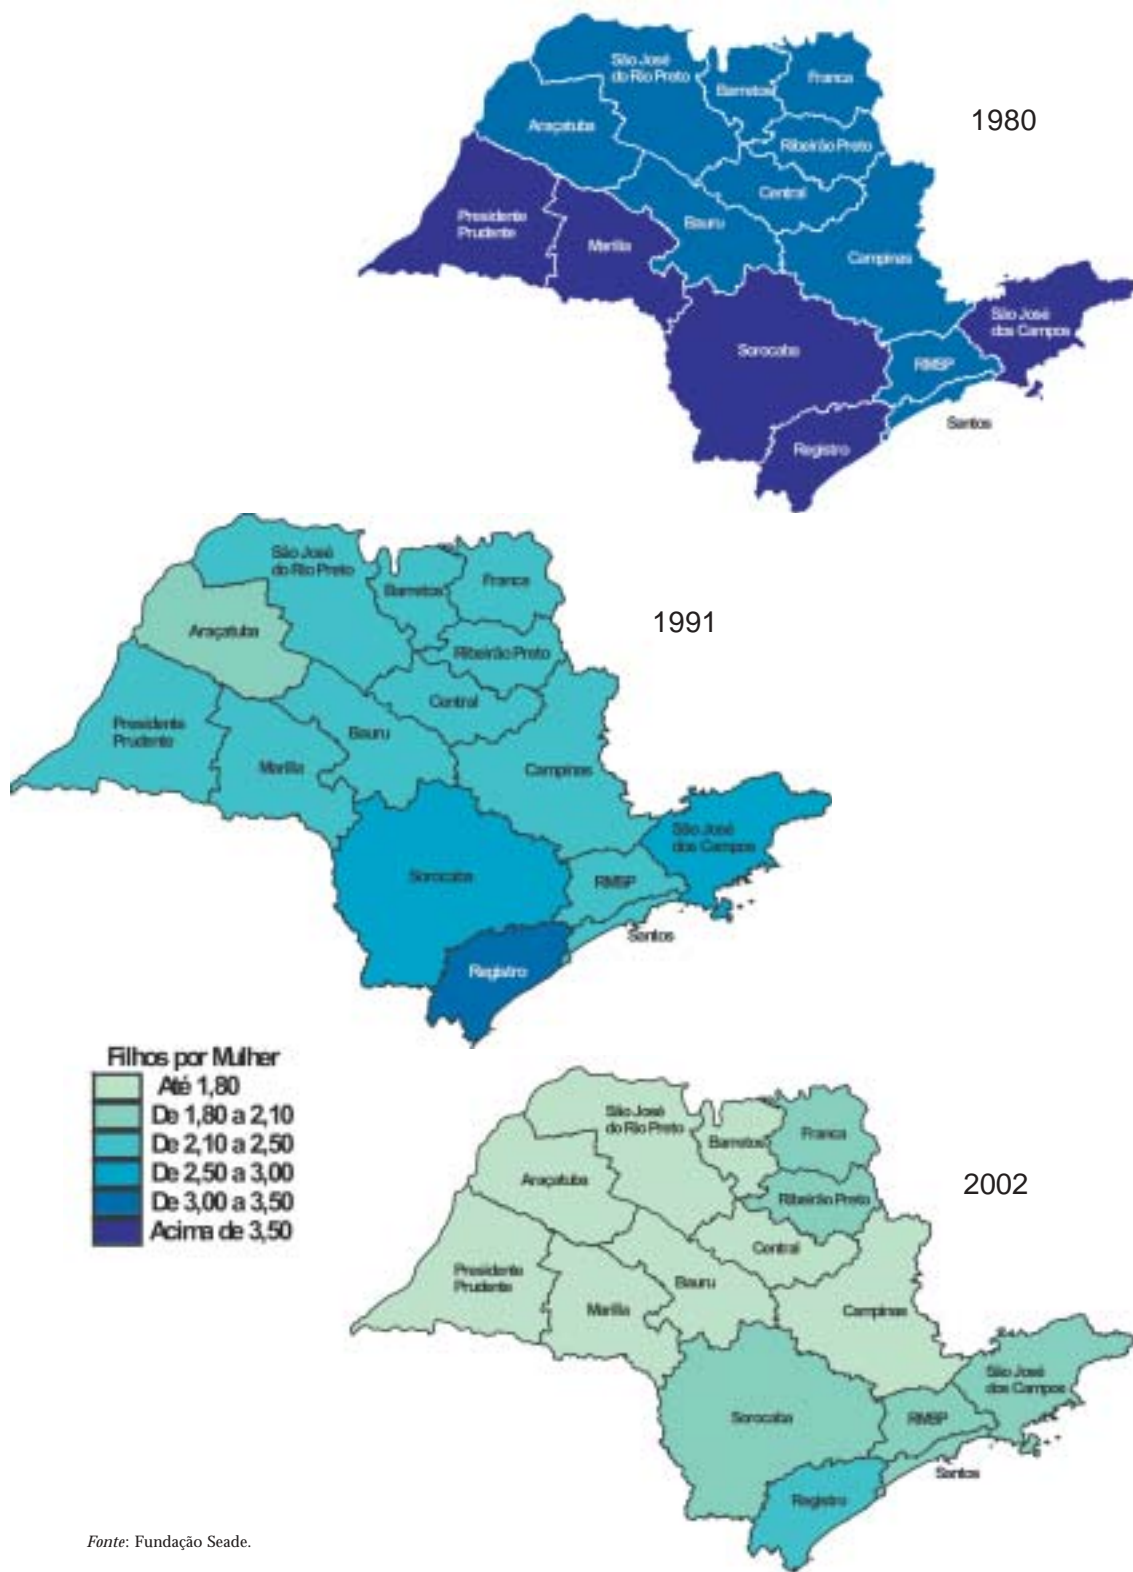 São José
do Rio Preto
Barretos
Franca
1980
Araçatuba
Ribeirão Preto
Central
Presidente
Prudente
Marília
Bauru
Campinas
São José
dos Campos
Sorocaba
RMSP
Santos
Registro
São José
do Rio Preto
Barretos
Franca
1991
Araçatuba
Ribeirão Preto
Central
Presidente
Prudente
Bauru
Marília
Campinas
São José
dos Campos
Sorocaba
RMSP
Santos
Registro
Filhos por Mulher
Até 1,80
De 1,80 a 2,10
De 2,10 a 2,50
De 2,50 a 3,00
De 3,00 a 3,50
Acima de 3,50
São José
do Rio Preto
Barretos
Franca
2002
Araçatuba
Ribeirão Preto
Central
Presidente
Prudente
Bauru
Marília
Campinas
São José
dos Campos
Sorocaba
RMSP
Santos
Registro
Fonte: Fundação Seade.